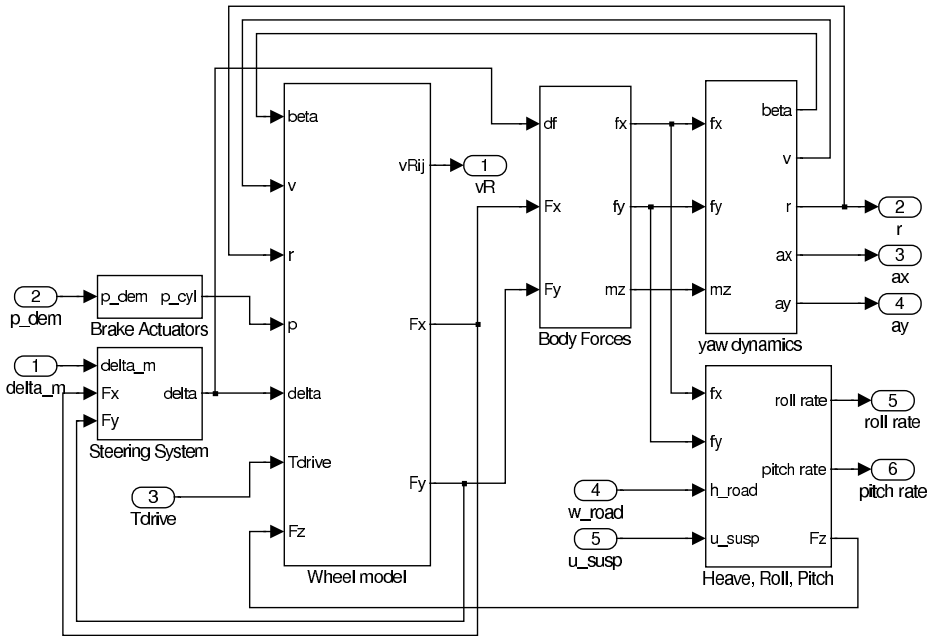 beta
v
r
p
delta
Tdrive
Fz
vRij
Fx
Fy
Wheel model
1
vR
2
p_dem
p_dem
p_cyl
Brake Actuators
1
delta_m
delta_m
Fx
Fy
delta
Steering System
3
Tdrive
df
Fx
Fy
fx
fy
mz
Body Forces
fx
fy
mz
beta
v
r
ax
ay
yaw dynamics
2
r
3
ax
4
ay
fx
fy
h_road
u_susp
roll rate
pitch rate
Fz
Heave, Roll, Pitch
4
w_road
5
u_susp
5
roll rate
6
pitch rate